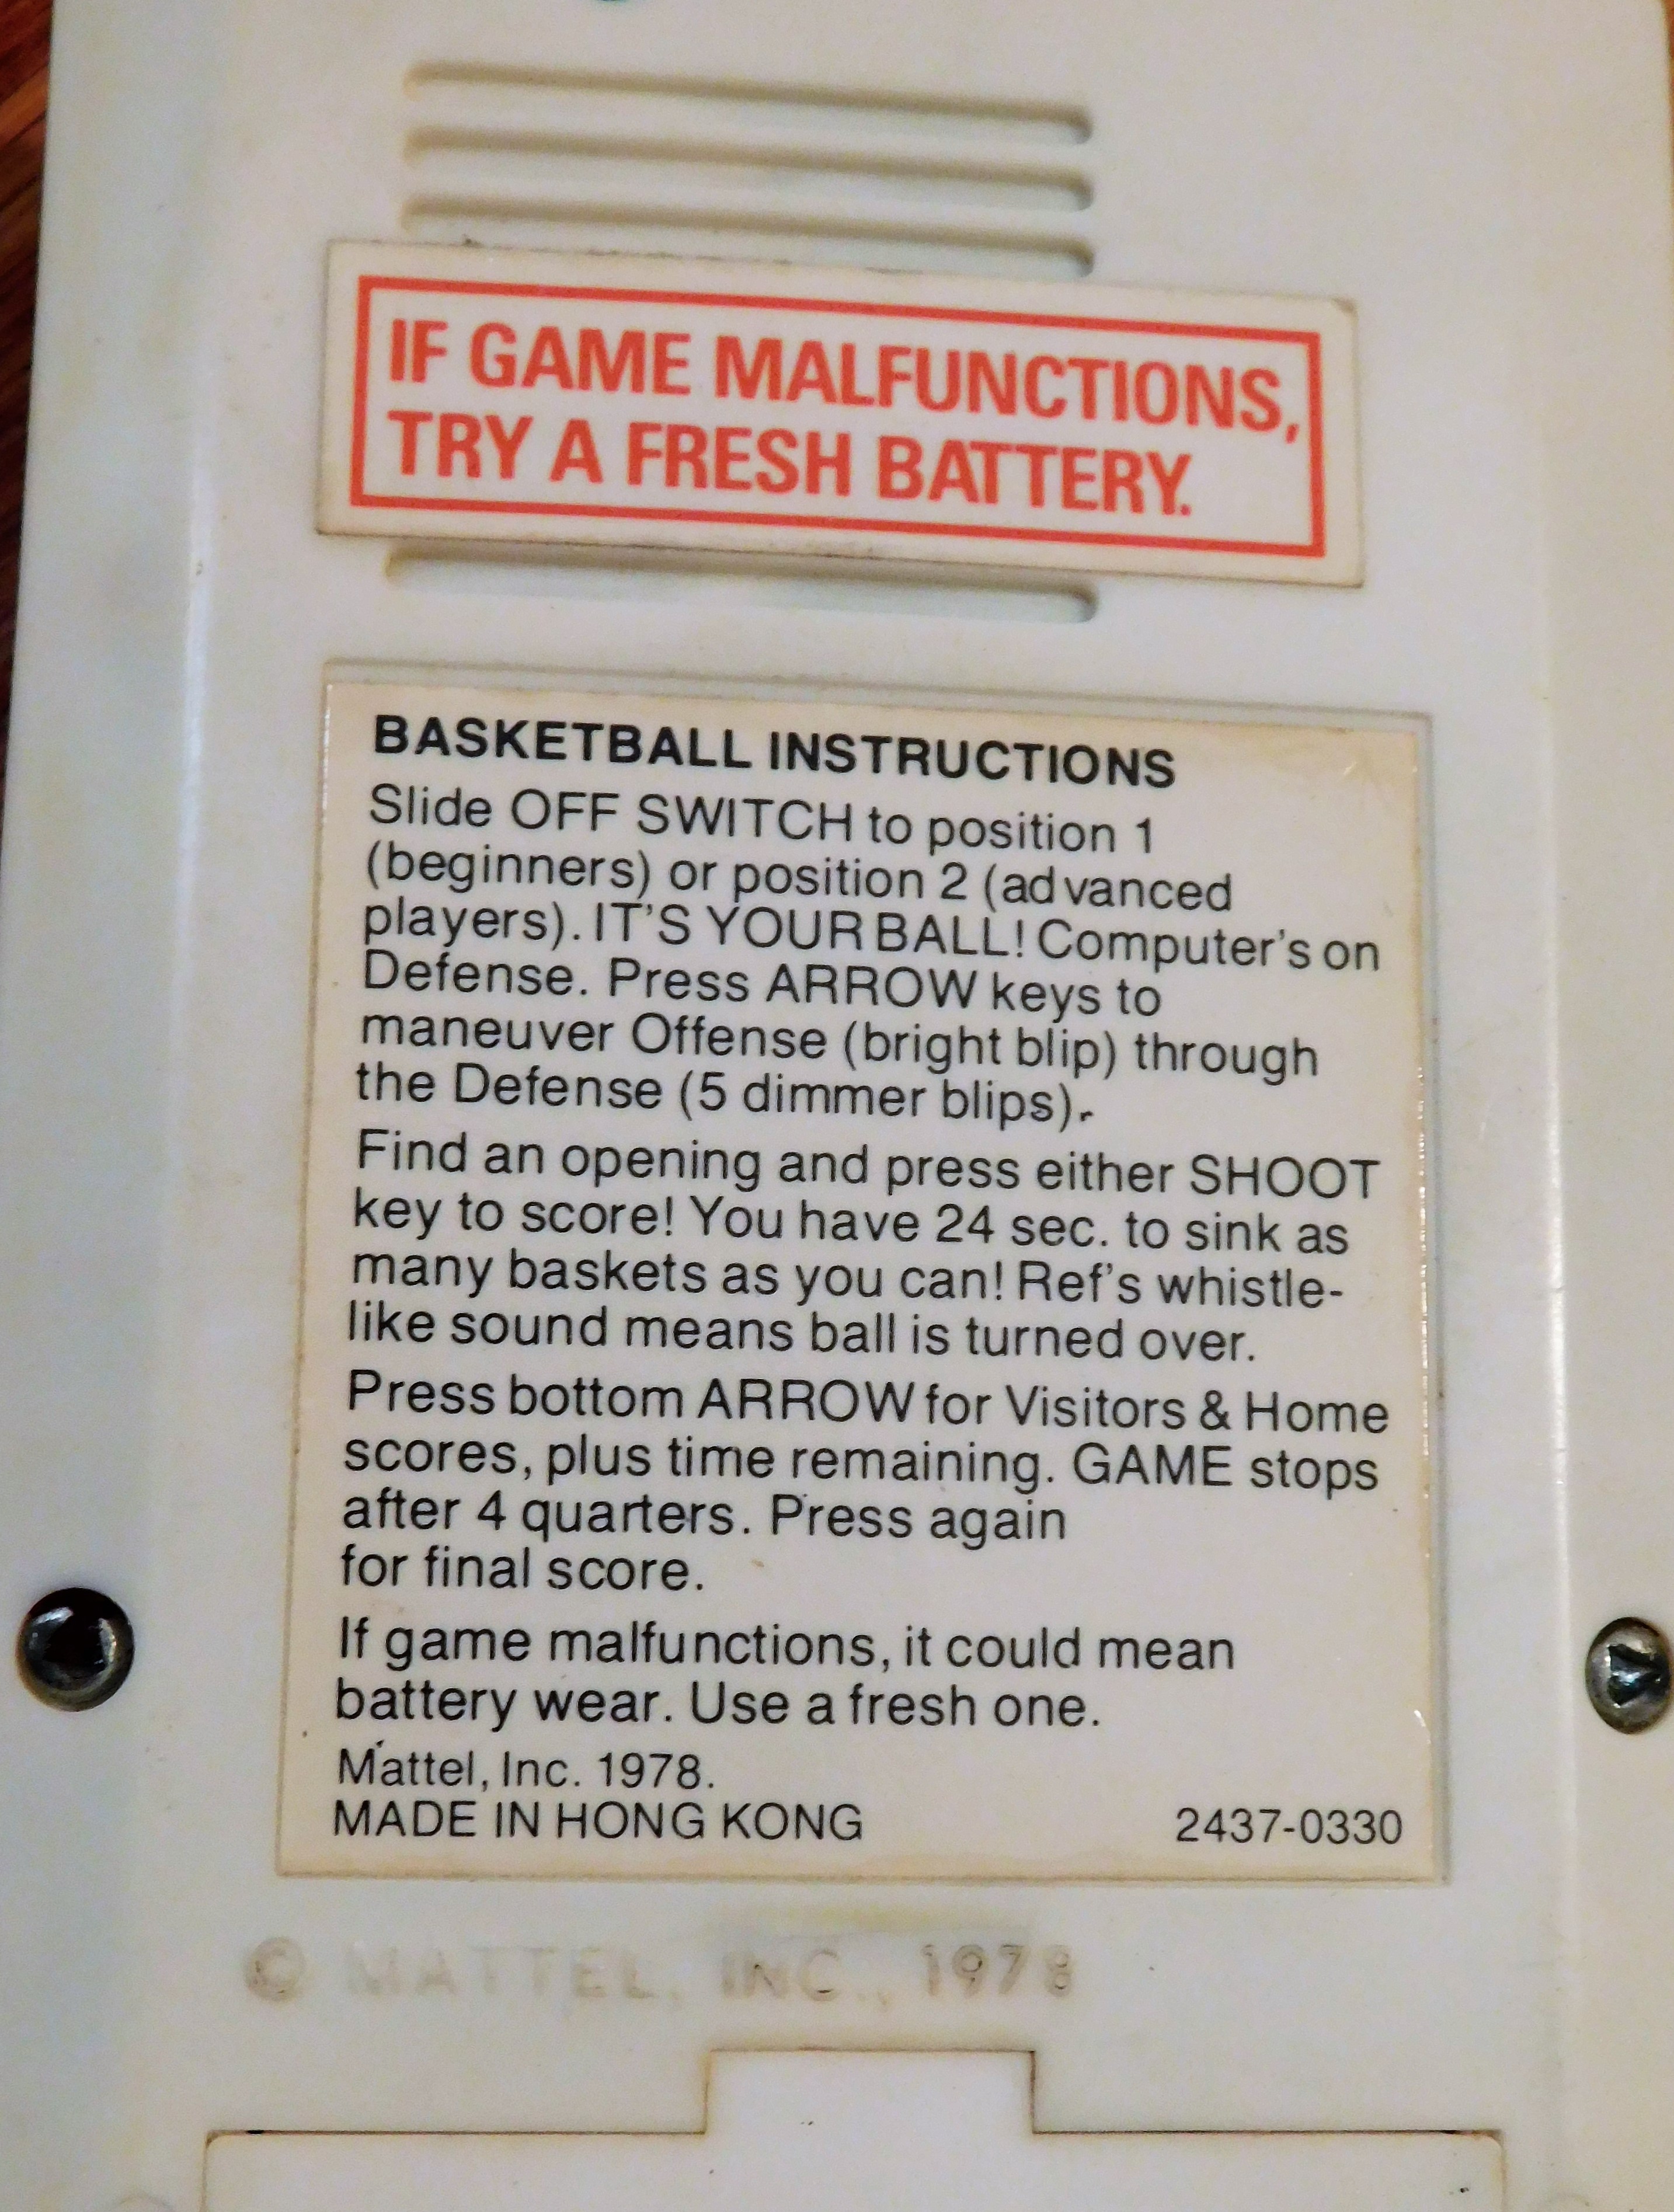 IF GAME MALFUNCTIONS,
TRY A FRESH BATTERY.
BASKETBALL INSTRUCTIONS
Slide OFF SWITCH to position 1
(beginners) or position 2 (advanced
players). IT'S YOUR BALL! Computer's on
Defense. Press ARROW keys to
maneuver Offense (bright blip) through
the Defense (5 dimmer blips).
Find an opening and press either SHOOT
key to score! You have 24 sec. to sink as
many baskets as you can! Ref's whistle-
like sound means ball is turned over.
Press bottom ARROW for Visitors & Home
scores, plus time remaining. GAME stops
after 4 quarters. Press again
for final score.
If game malfunctions, it could mean
battery wear. Use a fresh one.
Mattel, Inc. 1978.
MADE IN HONG KONG 2437-0330
© MATTEL, INC., 1978